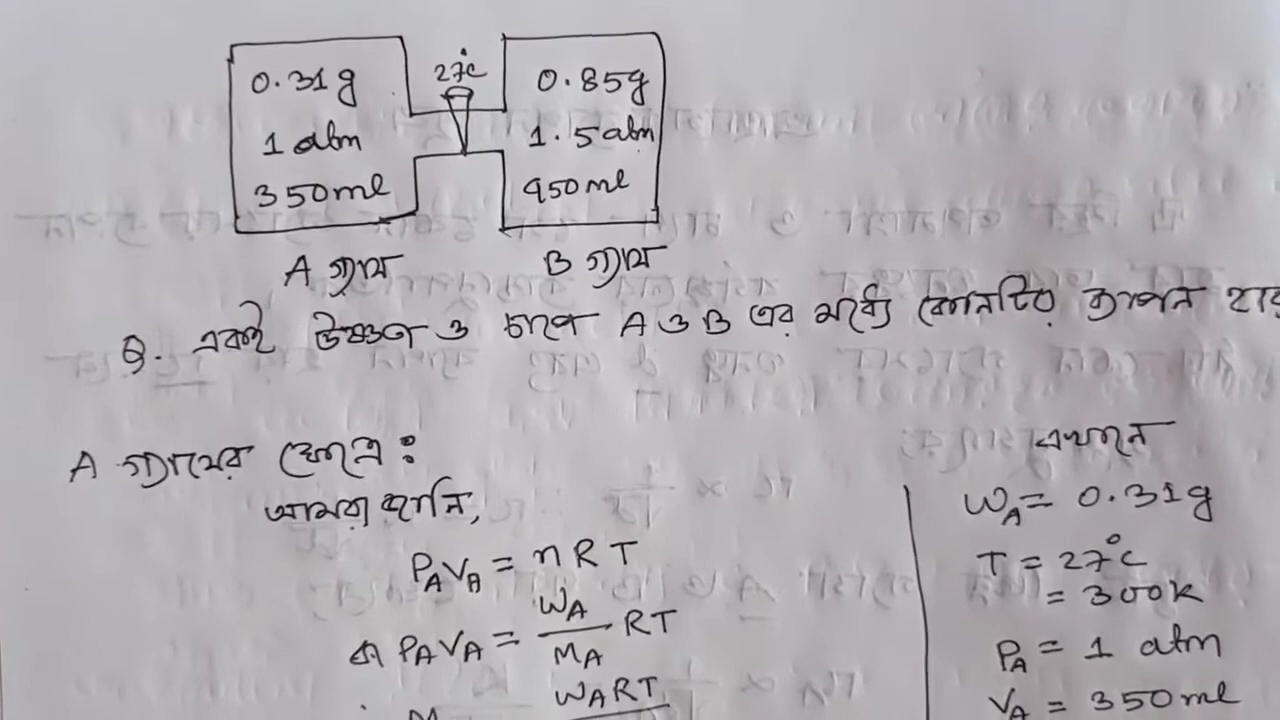 0.31g
1 atm
350ml
27°c
0.85g
1.5 atm
450ml
A গ্যাস
B গ্যাস
Q. একই উষ্ণতা ও চাপে A ও B এর মধ্যে কোনটির ব্যাপন হার
A গ্যাসের ক্ষেত্রে :
আমরা জানি,
P_A V_A = nRT
বা P_A V_A = W_A / M_A RT
W_A RT
এখানে
W_A = 0.31g
T = 27°c
= 300K
P_A = 1 atm
V_A = 350ml